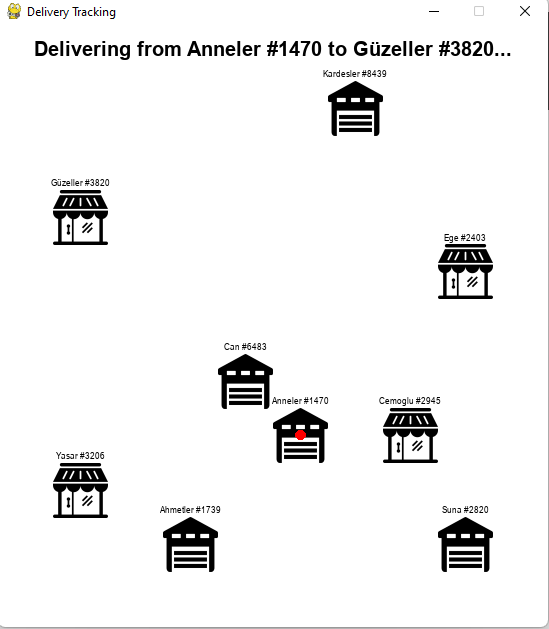 Delivery Tracking
Delivering from Anneler #1470 to Güzeller #3820...
Kardesler #8439
Güzeller #3820
Ege #2403
Can #6483
Anneler #1470
Cemoglu #2945
Yasar #3206
Ahmetler #1739
Suna #2820